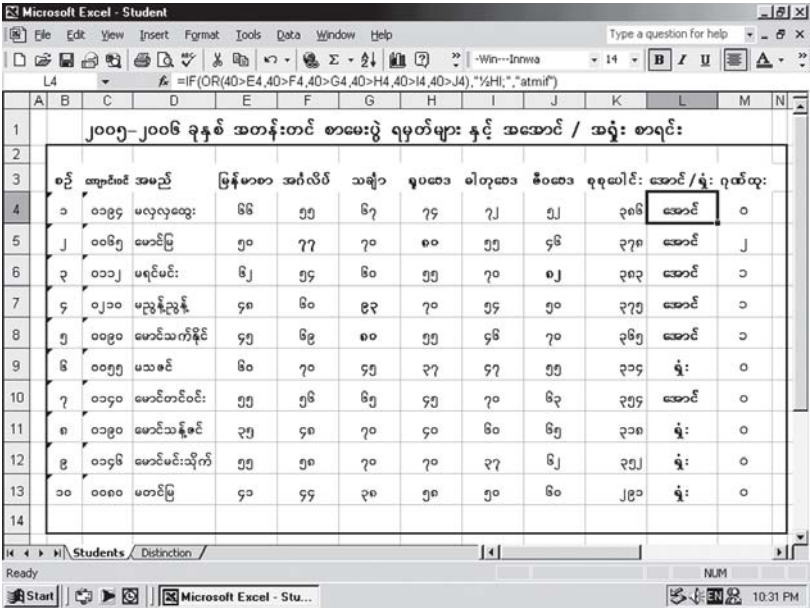 Microsoft Excel - Student
File Edit View Insert Format Tools Data Window Help Type a question for help
-Win---Innwa 14 B I U
L4 fx =IF(OR(40>E4,40>F4,40>G4,40>H4,40>I4,40>J4),"½HI;","atmif")
A B C D E F G H I J K L M N
1 ၂၀၀၅-၂၀၀၆ ခုနှစ် အတန်းတင် စာမေးပွဲ ရမှတ်များ နှင့် အအောင် / အရှုံး စာရင်း
2
3 စဉ် ကျောင်းဝင် အမည် မြန်မာစာ အင်္ဂလိပ် သင်္ချာ ရူပဗေဒ ဓါတုဗေဒ ဇီဝဗေဒ စုစုပေါင်း အောင်/ရှုံး ဂုဏ်ထူး
4 ၁ ၀၁၉၄ မလှလှထွေး ၆၆ ၅၅ ၆၇ ၇၄ ၇၂ ၅၂ ၃၈၆ အောင် ၀
5 ၂ ၀၀၆၅ မောင်မြ ၅၀ ၇၇ ၇၀ ၈၀ ၅၅ ၄၆ ၃၇၈ အောင် ၂
6 ၃ ၀၁၁၂ မရင်မင်း ၆၂ ၅၄ ၆၀ ၅၅ ၇၀ ၈၂ ၃၈၃ အောင် ၁
7 ၄ ၀၂၁၀ မညွန့်ညွန့် ၄၈ ၆၀ ၉၃ ၇၀ ၅၄ ၅၀ ၃၇၅ အောင် ၁
8 ၅ ၀၀၉၀ မောင်သက်နိုင် ၄၅ ၆၉ ၈၀ ၅၅ ၄၆ ၇၀ ၃၆၅ အောင် ၁
9 ၆ ၀၀၅၅ မသဇင် ၆၀ ၇၀ ၄၅ ၃၇ ၄၇ ၅၅ ၃၁၄ ရှုံး ၀
10 ၇ ၀၁၄၀ မောင်တင်ဝင်း ၅၅ ၅၆ ၆၅ ၄၅ ၇၀ ၆၃ ၃၅၄ အောင် ၀
11 ၈ ၀၁၉၀ မောင်သန့်ဇင် ၃၅ ၄၈ ၇၀ ၄၀ ၆၀ ၆၅ ၃၁၈ ရှုံး ၀
12 ၉ ၀၁၄၆ မောင်မင်းသိုက် ၅၅ ၅၈ ၇၀ ၇၀ ၃၇ ၆၂ ၃၅၂ ရှုံး ၀
13 ၁၀ ၀၀၈၀ မတင်မြ ၄၁ ၄၄ ၃၈ ၅၈ ၅၀ ၆၀ ၂၉၁ ရှုံး ၀
14
Students Distinction
Ready NUM
Start Microsoft Excel - Stu... EN 10:31 PM